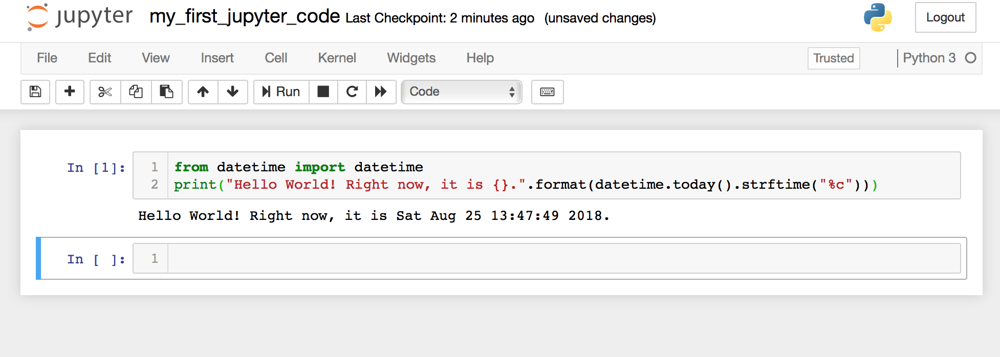 jupyter my_first_jupyter_code Last Checkpoint: 2 minutes ago (unsaved changes) Logout
File Edit View Insert Cell Kernel Widgets Help Trusted Python 3
Run Code
In [1]: 1 from datetime import datetime
2 print("Hello World! Right now, it is {}.".format(datetime.today().strftime("%c")))
Hello World! Right now, it is Sat Aug 25 13:47:49 2018.
In [ ]: 1